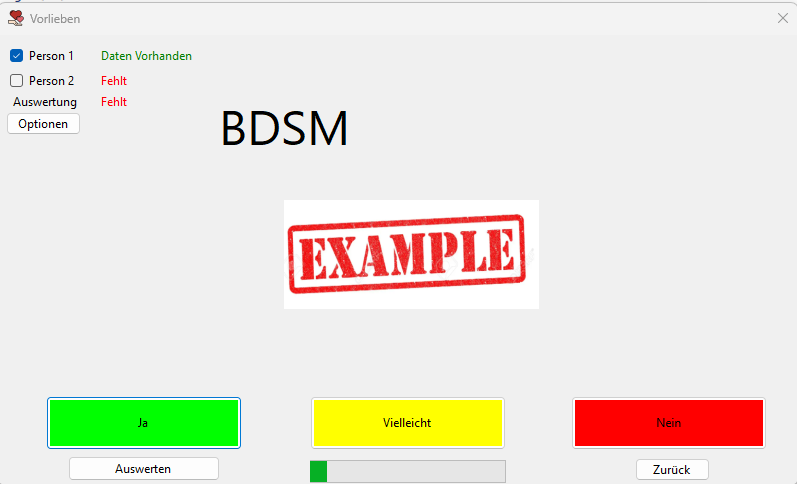 Vorlieben
Person 1 Daten Vorhanden
Person 2 Fehlt
Auswertung Fehlt
Optionen
BDSM
EXAMPLE
Ja Vielleicht Nein
Auswerten Zurück